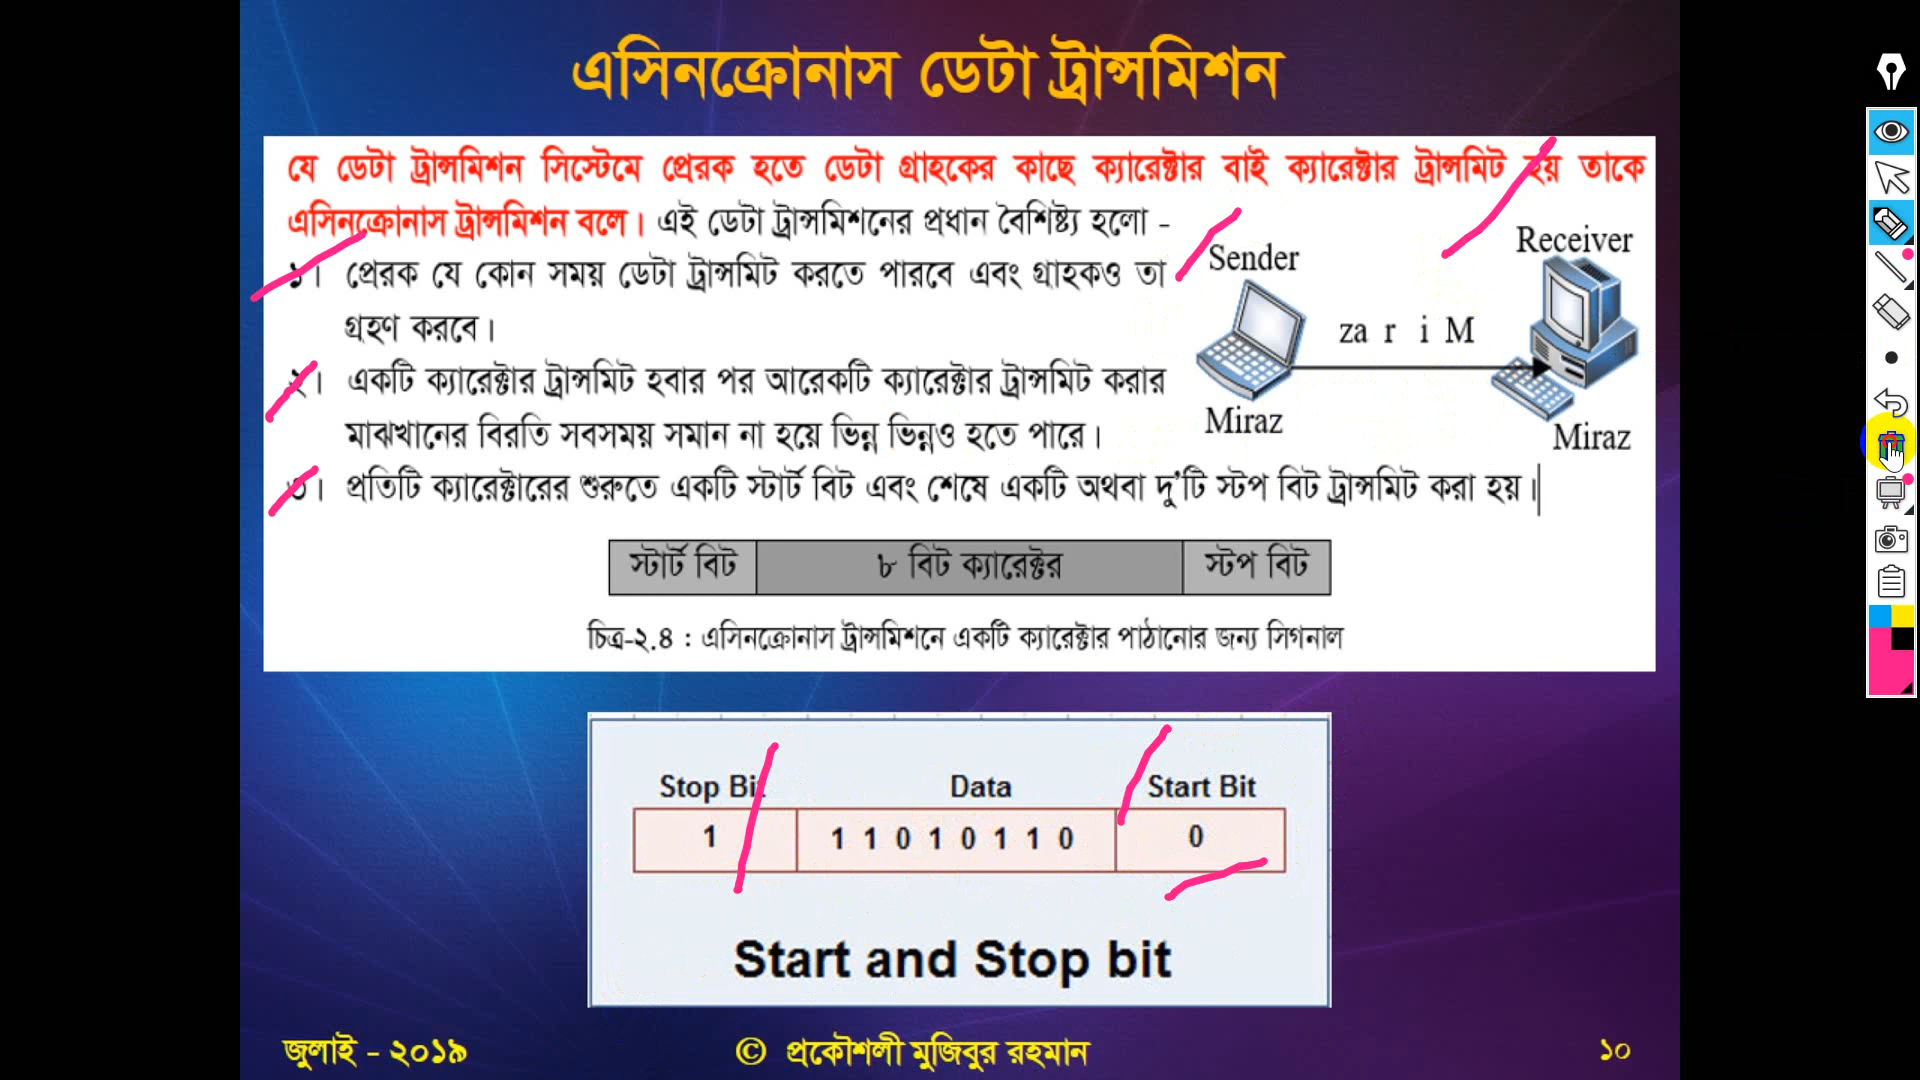 এসিনক্রোনাস ডেটা ট্রান্সমিশন
যে ডেটা ট্রান্সমিশন সিস্টেমে প্রেরক হতে ডেটা গ্রাহকের কাছে ক্যারেক্টার বাই ক্যারেক্টার ট্রান্সমিট হয় তাকে
এসিনক্রোনাস ট্রান্সমিশন বলে। এই ডেটা ট্রান্সমিশনের প্রধান বৈশিষ্ট্য হলো -
১। প্রেরক যে কোন সময় ডেটা ট্রান্সমিট করতে পারবে এবং গ্রাহকও তা
গ্রহণ করবে।
২। একটি ক্যারেক্টার ট্রান্সমিট হবার পর আরেকটি ক্যারেক্টার ট্রান্সমিট করার
মাঝখানের বিরতি সবসময় সমান না হয়ে ভিন্ন ভিন্নও হতে পারে।
৩। প্রতিটি ক্যারেক্টারের শুরুতে একটি স্টার্ট বিট এবং শেষে একটি অথবা দু'টি স্টপ বিট ট্রান্সমিট করা হয়।
Sender
Receiver
za r i M
Miraz
Miraz
স্টার্ট বিট ৮ বিট ক্যারেক্টর স্টপ বিট
চিত্র-২.৪ : এসিনক্রোনাস ট্রান্সমিশনে একটি ক্যারেক্টার পাঠানোর জন্য সিগনাল
Stop Bit Data Start Bit
1 1 1 0 1 0 1 1 0 0
Start and Stop bit
জুলাই - ২০১৯ © প্রকৌশলী মুজিবুর রহমান ১০